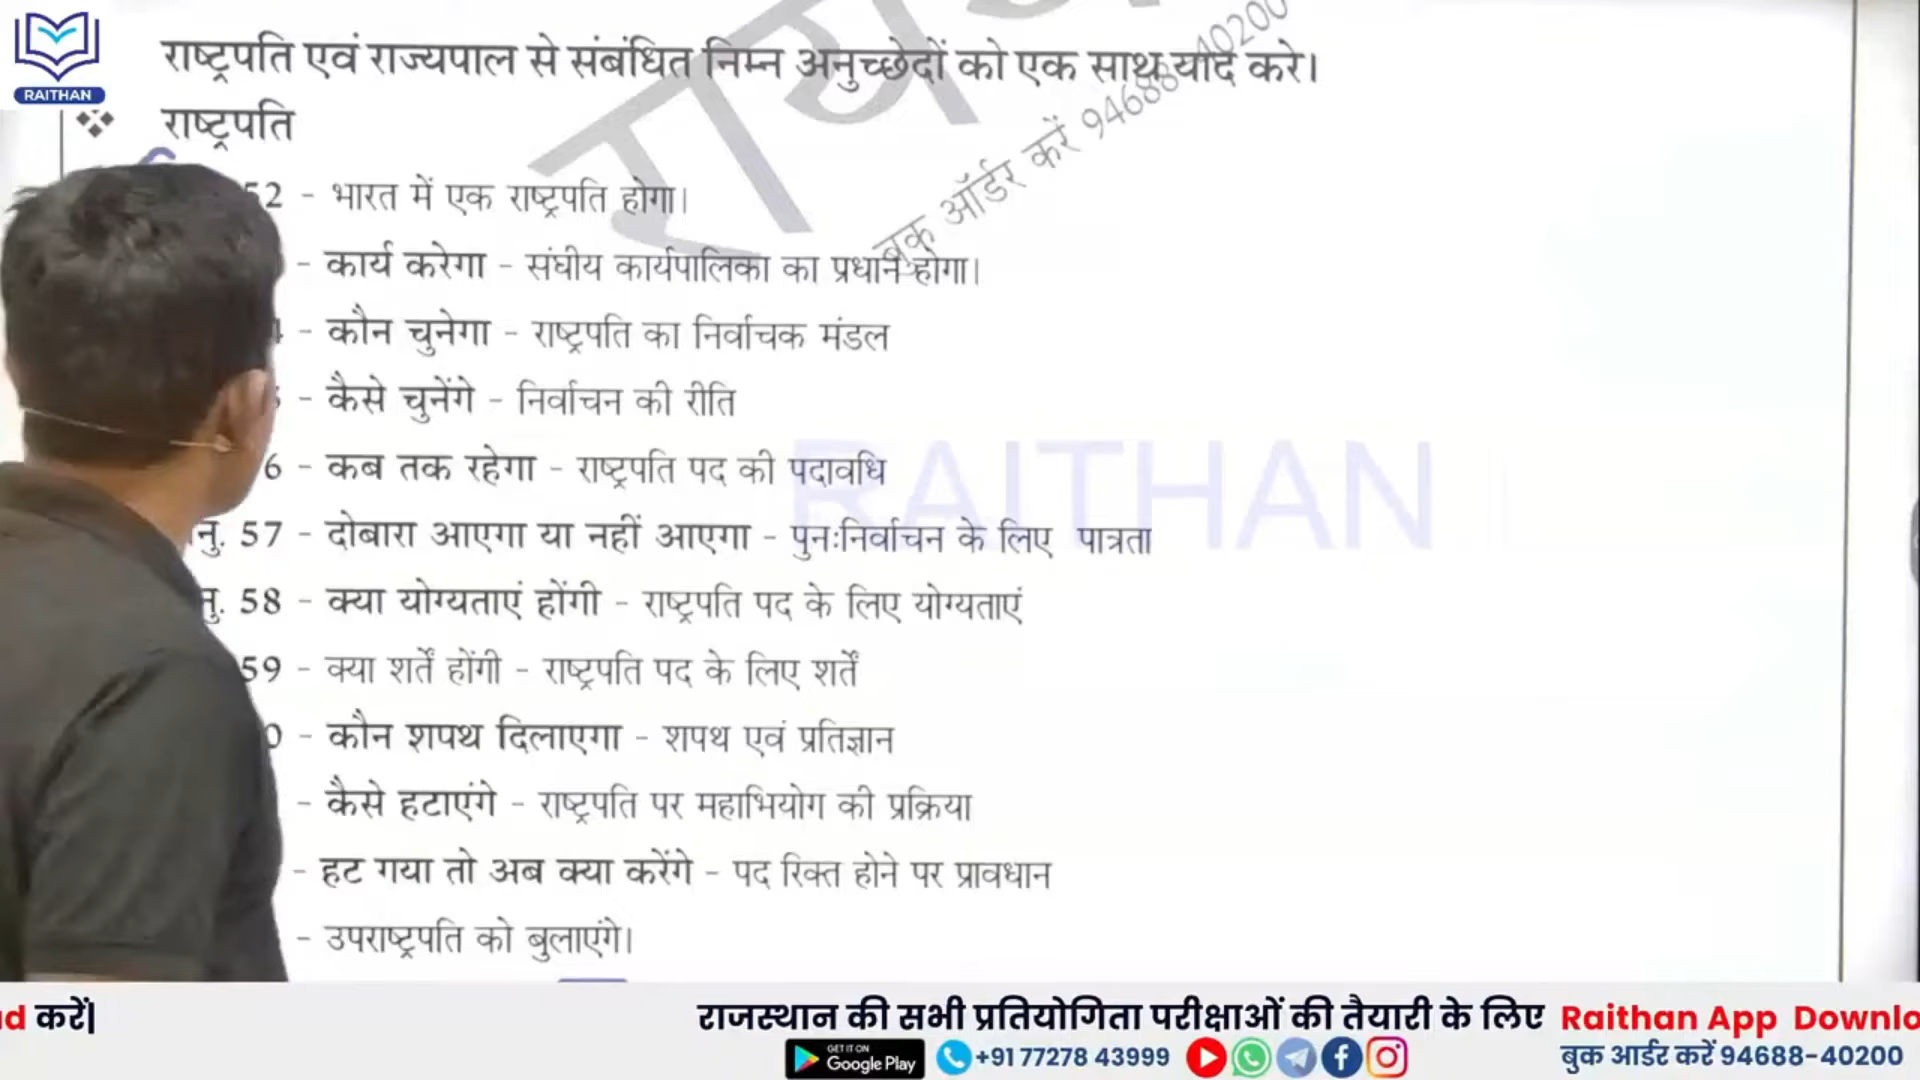 RAITHAN
राष्ट्रपति एवं राज्यपाल से संबंधित निम्न अनुच्छेदों को एक साथ याद करे।
राष्ट्रपति
52 - भारत में एक राष्ट्रपति होगा।
- कार्य करेगा - संघीय कार्यपालिका का प्रधान होगा।
- कौन चुनेगा - राष्ट्रपति का निर्वाचक मंडल
- कैसे चुनेंगे - निर्वाचन की रीति
6 - कब तक रहेगा - राष्ट्रपति पद की पदावधि
नु. 57 - दोबारा आएगा या नहीं आएगा - पुनःनिर्वाचन के लिए पात्रता
नु. 58 - क्या योग्यताएं होंगी - राष्ट्रपति पद के लिए योग्यताएं
59 - क्या शर्तें होंगी - राष्ट्रपति पद के लिए शर्तें
0 - कौन शपथ दिलाएगा - शपथ एवं प्रतिज्ञान
- कैसे हटाएंगे - राष्ट्रपति पर महाभियोग की प्रक्रिया
- हट गया तो अब क्या करेंगे - पद रिक्त होने पर प्रावधान
- उपराष्ट्रपति को बुलाएंगे।
राय
बुक ऑर्डर करें 94688-40200
RAITHAN
d करें| राजस्थान की सभी प्रतियोगिता परीक्षाओं की तैयारी के लिए Raithan App Downlo
GET IT ON Google Play +91 77278 43999 बुक आर्डर करें 94688-40200